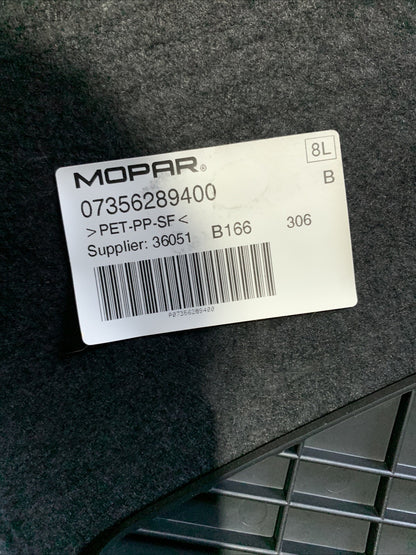 MOPAR®
8L
B
07356289400
>PET-PP-SF<
Supplier: 36051 B166 306
P07356289400